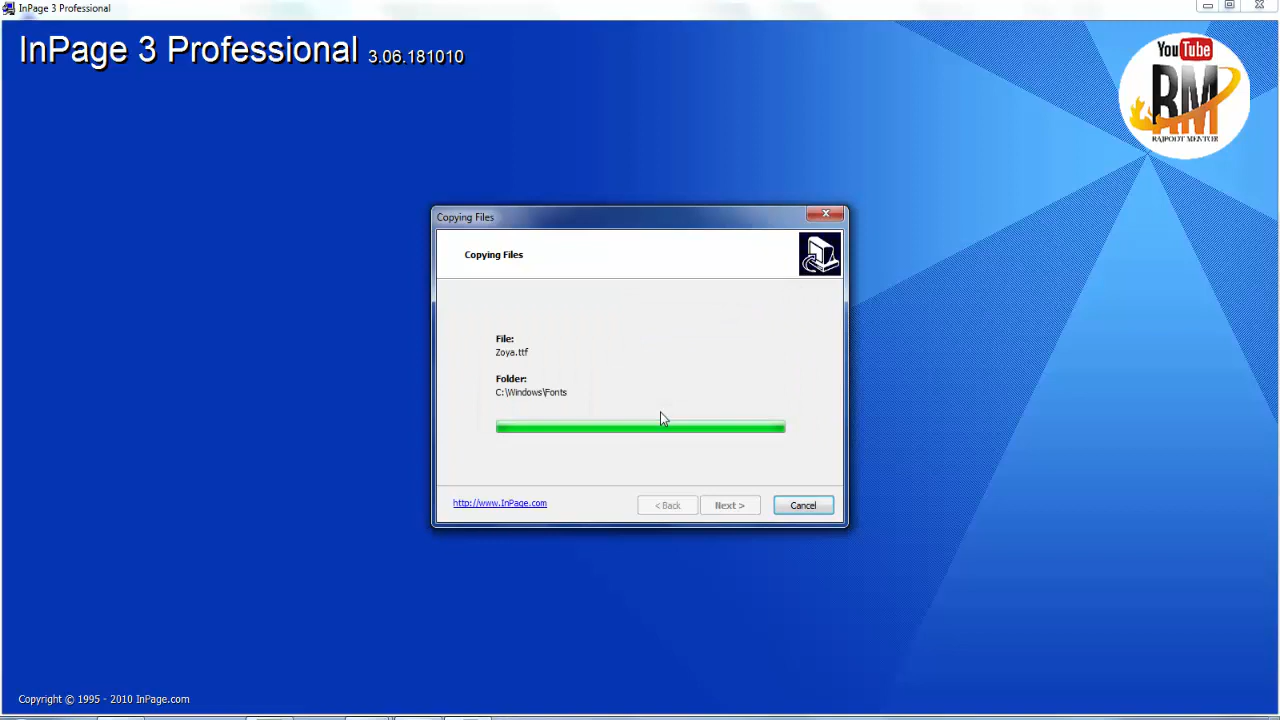 InPage 3 Professional
InPage 3 Professional 3.06.181010
YouTube
RM
RAJPOOT MENTOR
Copying Files
Copying Files
File:
Zoya.ttf
Folder:
C:\Windows\Fonts
http://www.InPage.com
< Back
Next >
Cancel
Copyright © 1995 - 2010 InPage.com